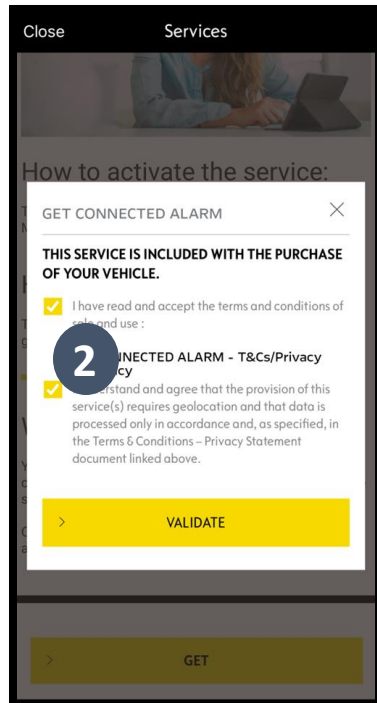 Close Services
How to activate the service:
GET CONNECTED ALARM
THIS SERVICE IS INCLUDED WITH THE PURCHASE
OF YOUR VEHICLE.
I have read and accept the terms and conditions of
sale and use :
2
CONNECTED ALARM - T&Cs/Privacy
I understand and agree that the provision of this
service(s) requires geolocation and that data is
processed only in accordance and, as specified, in
the Terms & Conditions – Privacy Statement
document linked above.
VALIDATE
GET